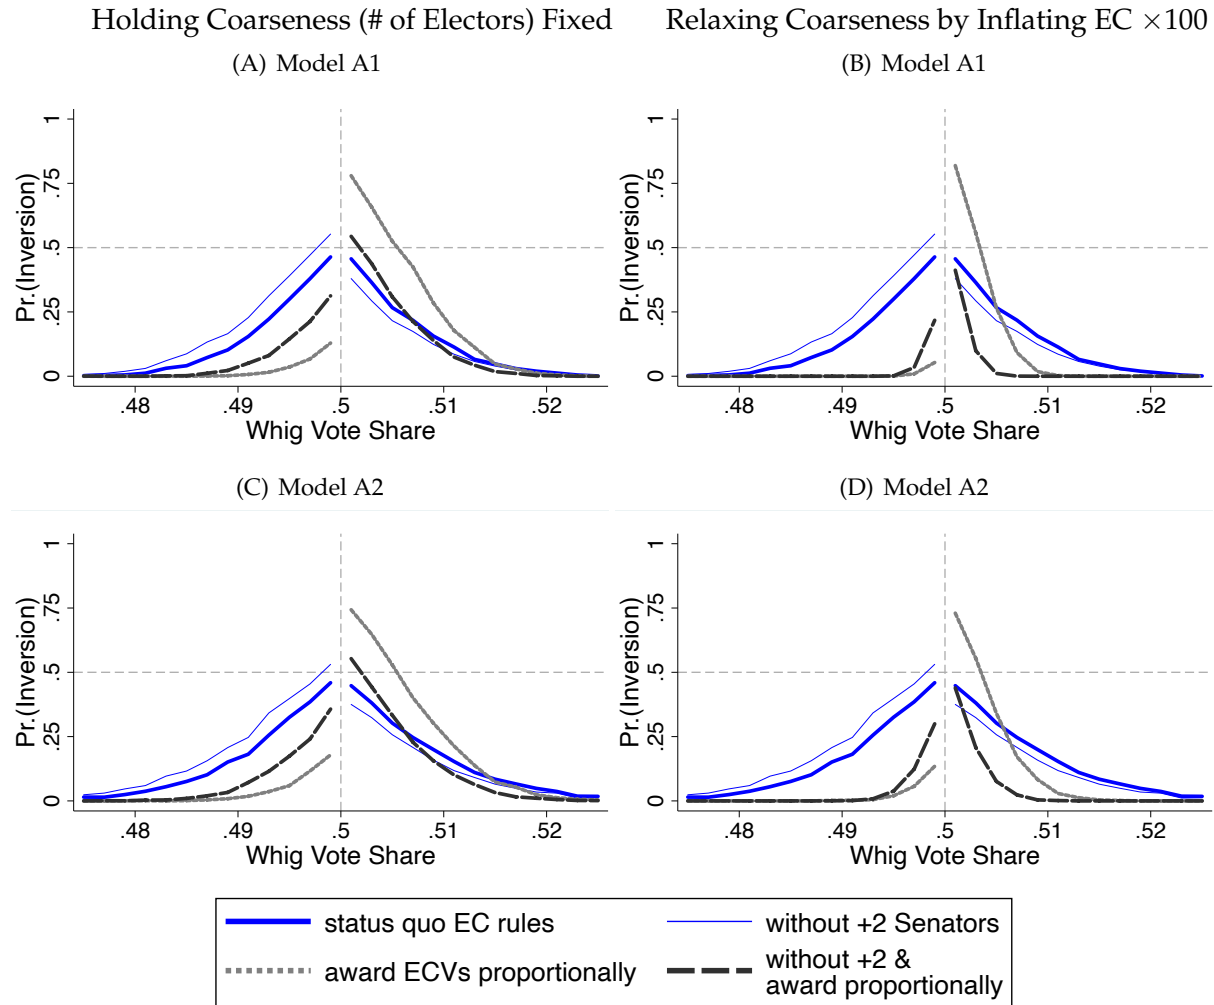 Holding Coarseness (# of Electors) Fixed
Relaxing Coarseness by Inflating EC ×100
(A) Model A1
(B) Model A1
Pr.(Inversion)
1
.75
.5
.25
0
.48 .49 .5 .51 .52
Whig Vote Share
Pr.(Inversion)
1
.75
.5
.25
0
.48 .49 .5 .51 .52
Whig Vote Share
(C) Model A2
(D) Model A2
Pr.(Inversion)
1
.75
.5
.25
0
.48 .49 .5 .51 .52
Whig Vote Share
Pr.(Inversion)
1
.75
.5
.25
0
.48 .49 .5 .51 .52
Whig Vote Share
status quo EC rules
without +2 Senators
award ECVs proportionally
without +2 &
award proportionally